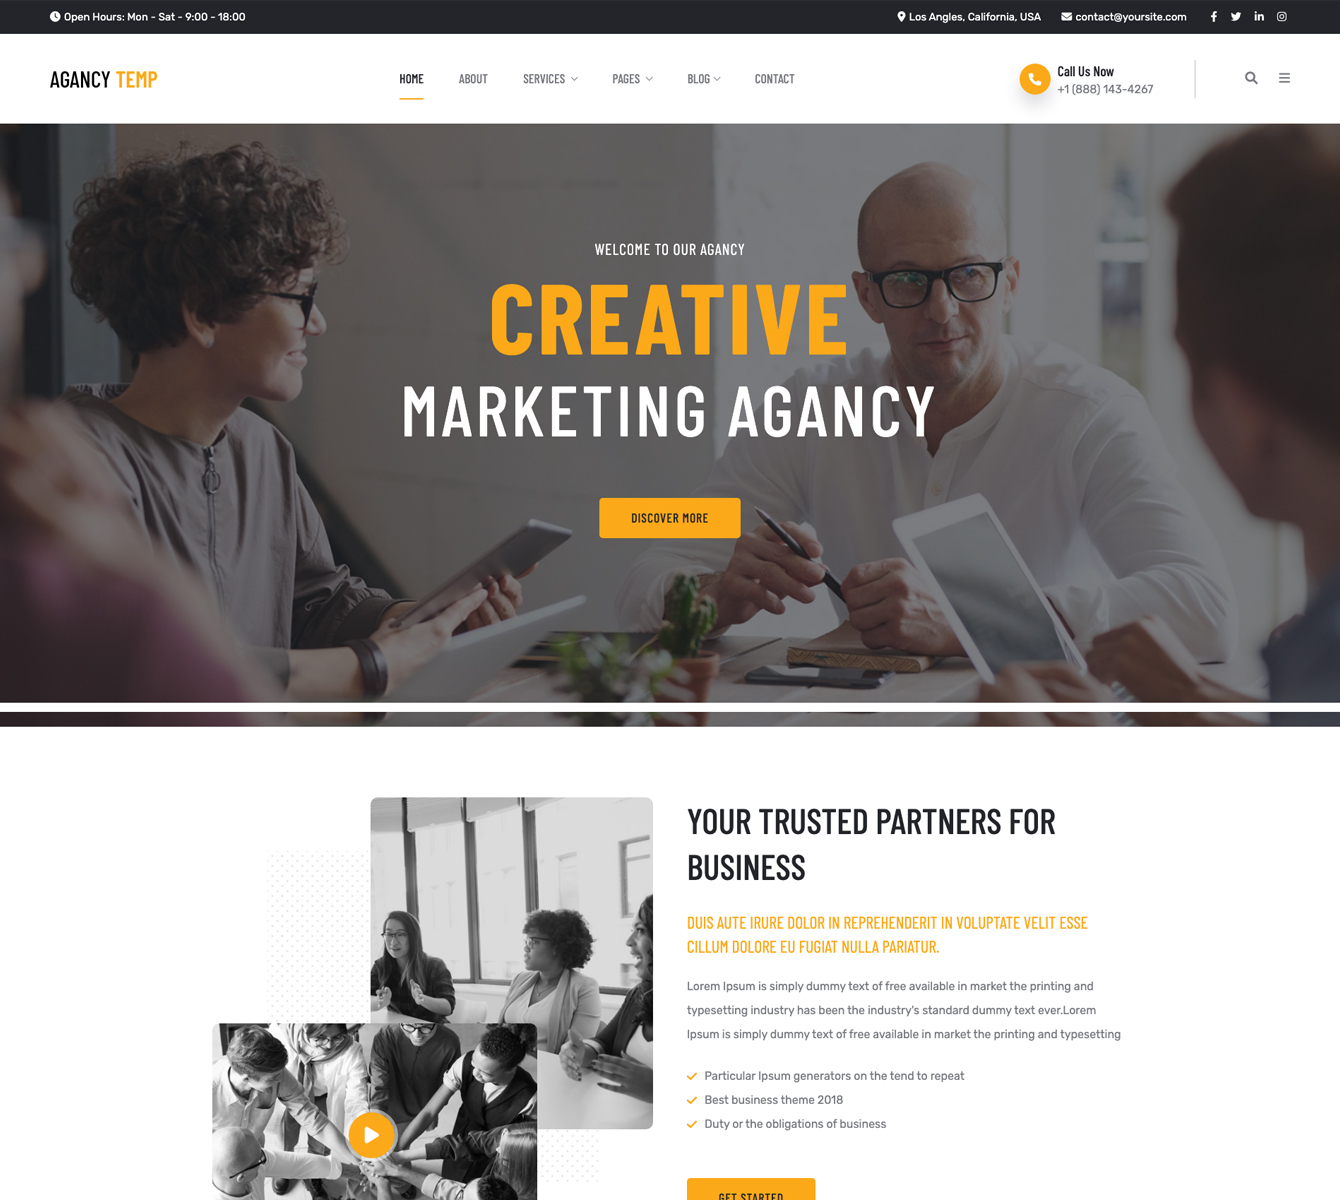 Open Hours: Mon - Sat - 9:00 - 18:00
Los Angles, California, USA
contact@yoursite.com
AGANCY TEMP
HOME
ABOUT
SERVICES
PAGES
BLOG
CONTACT
Call Us Now
+1 (888) 143-4267
WELCOME TO OUR AGANCY
CREATIVE
MARKETING AGANCY
DISCOVER MORE
YOUR TRUSTED PARTNERS FOR
BUSINESS
DUIS AUTE IRURE DOLOR IN REPREHENDERIT IN VOLUPTATE VELIT ESSE
CILLUM DOLORE EU FUGIAT NULLA PARIATUR.
Lorem Ipsum is simply dummy text of free available in market the printing and
typesetting industry has been the industry's standard dummy text ever.Lorem
Ipsum is simply dummy text of free available in market the printing and typesetting
Particular Ipsum generators on the tend to repeat
Best business theme 2018
Duty or the obligations of business
GET STARTED